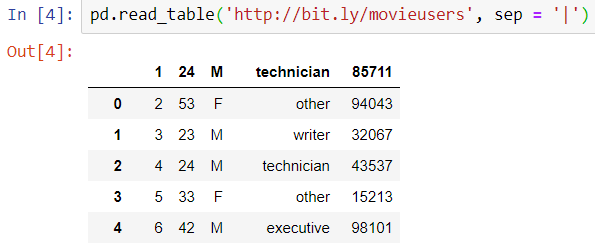 In [4]: pd.read_table('http://bit.ly/movieusers', sep = '|')
Out[4]:
1 24 M technician 85711
0 2 53 F other 94043
1 3 23 M writer 32067
2 4 24 M technician 43537
3 5 33 F other 15213
4 6 42 M executive 98101